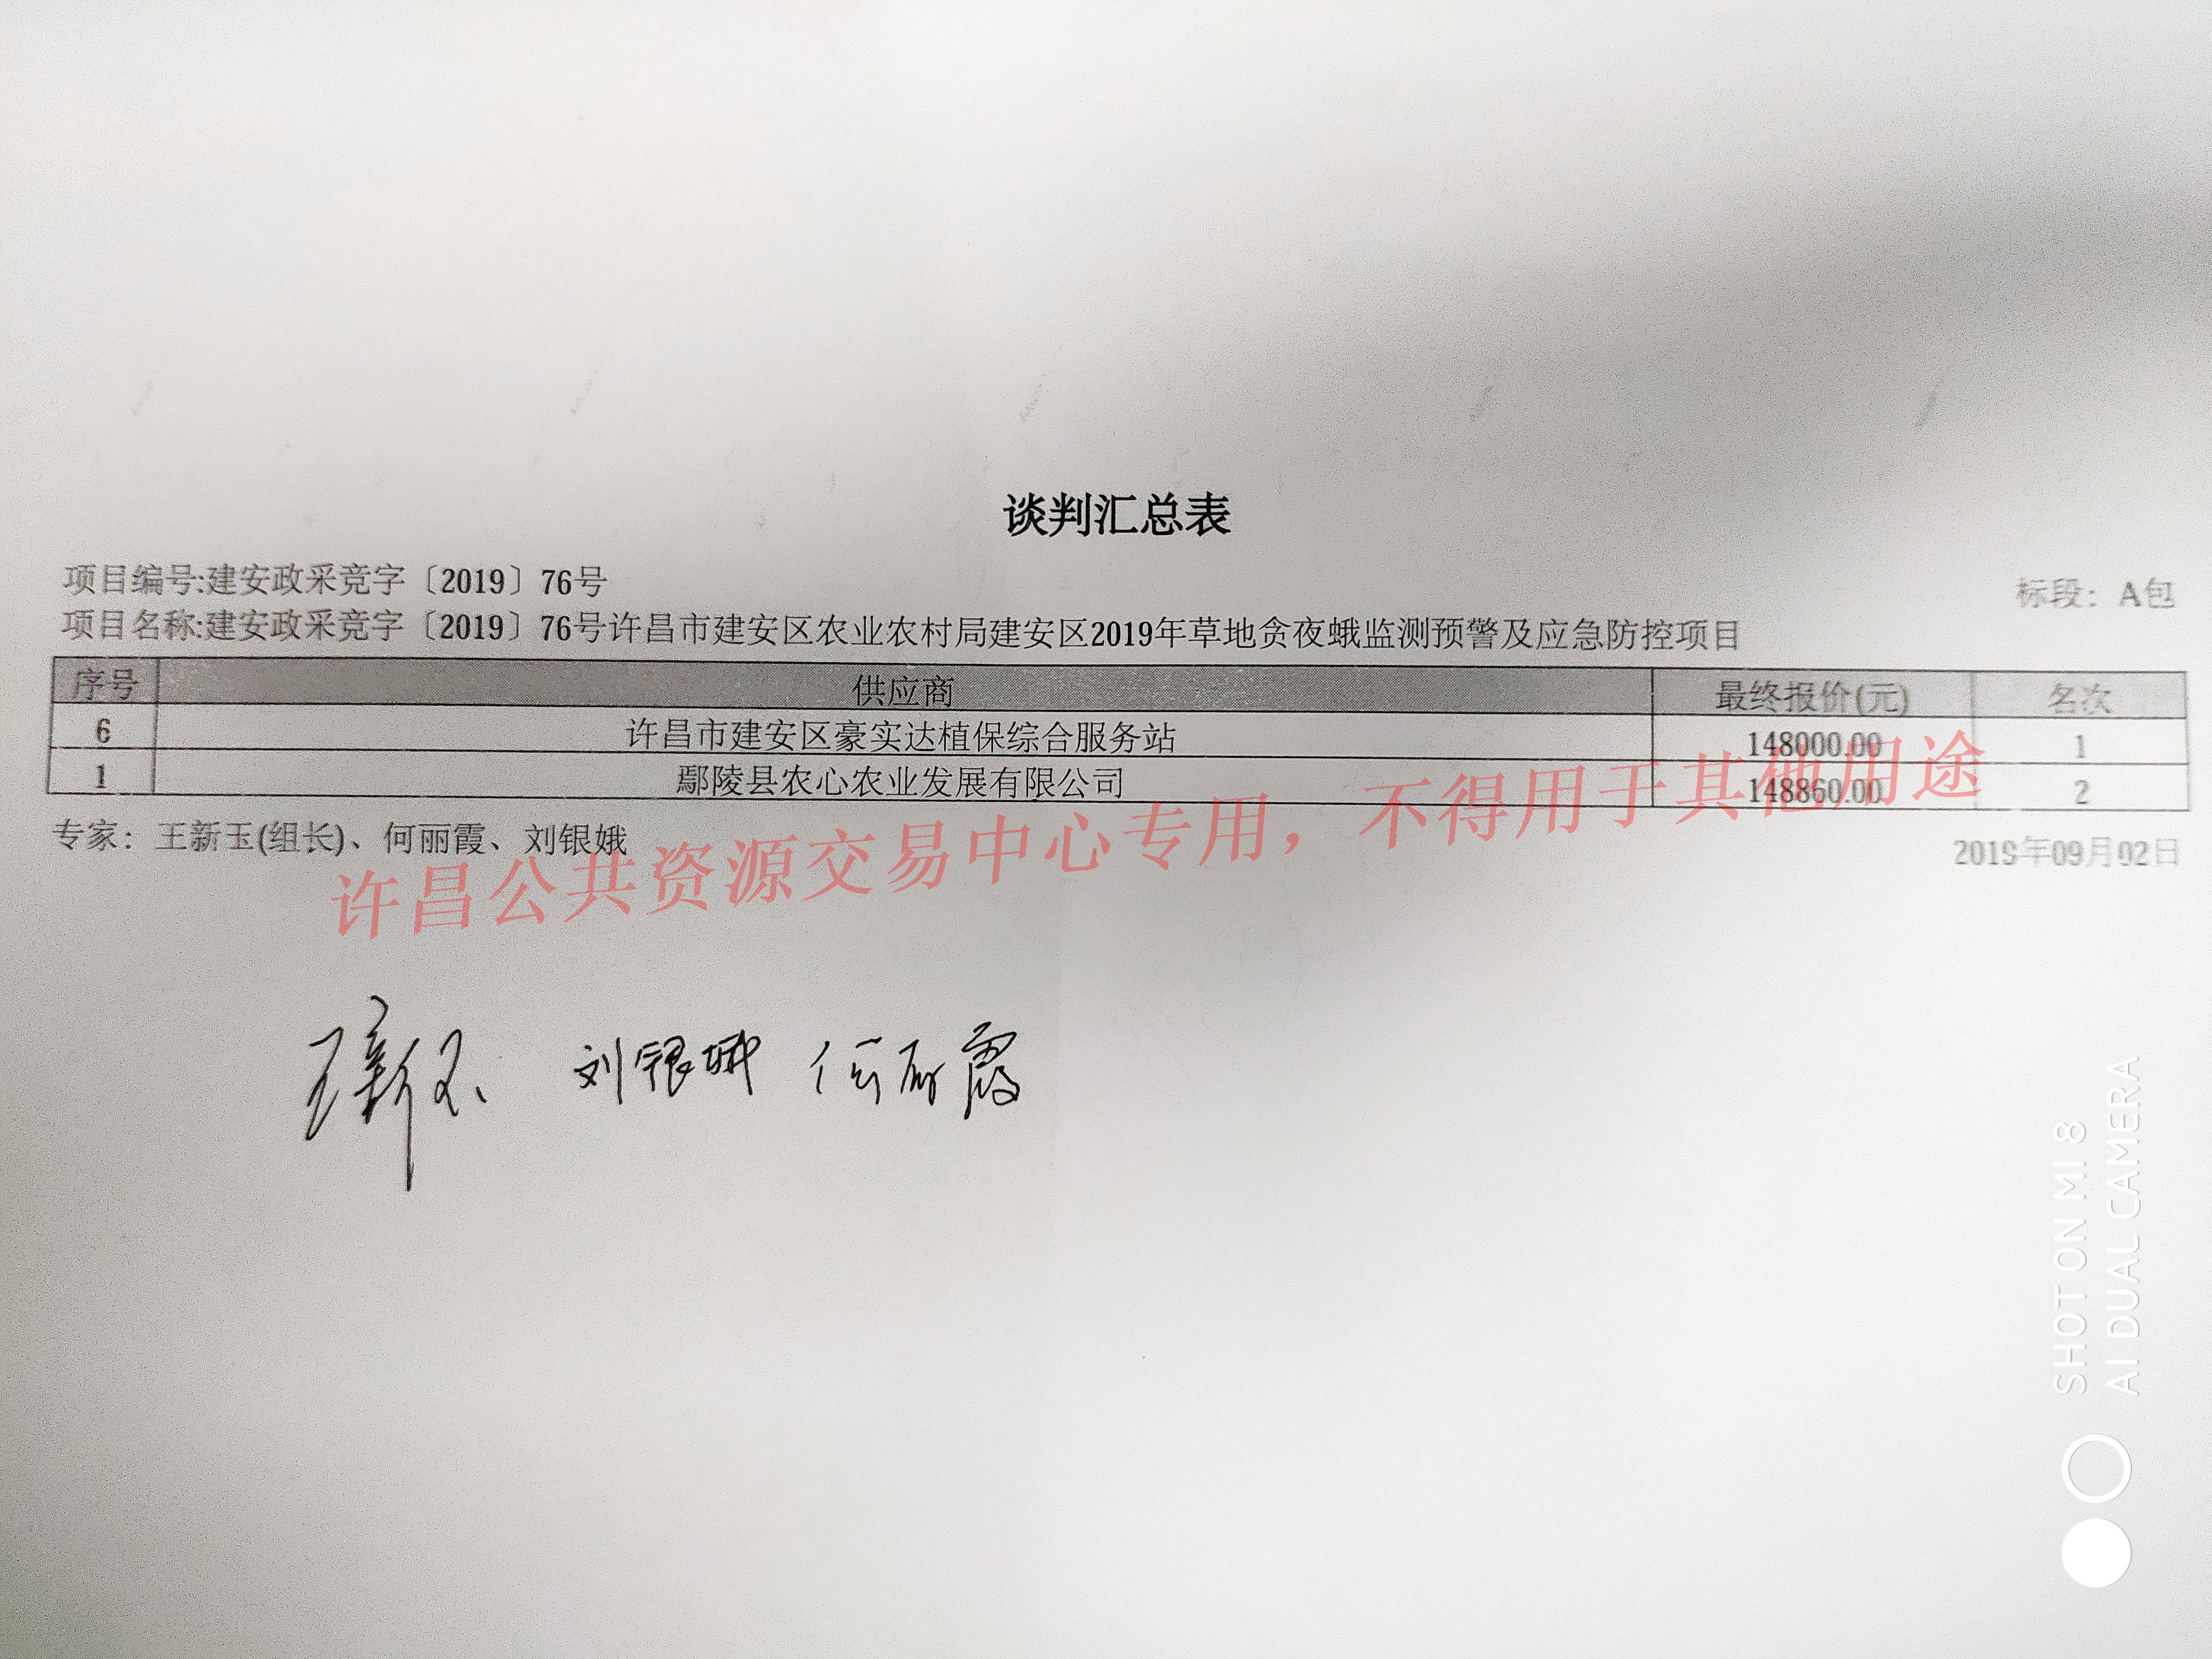 谈判汇总表
项目编号:建安政采竞字〔2019〕76号 标段：A包
项目名称:建安政采竞字〔2019〕76号许昌市建安区农业农村局建安区2019年草地贪夜蛾监测预警及应急防控项目
序号 供应商 最终报价(元) 名次
6 许昌市建安区豪实达植保综合服务站 148000.00 1
1 鄢陵县农心农业发展有限公司 148860.00 2
专家：王新玉(组长)、何丽霞、刘银娥 2019年09月02日
许昌公共资源交易中心专用，不得用于其他用途
王新玉 刘银娥 何丽霞
SHOT ON MI 8
AI DUAL CAMERA